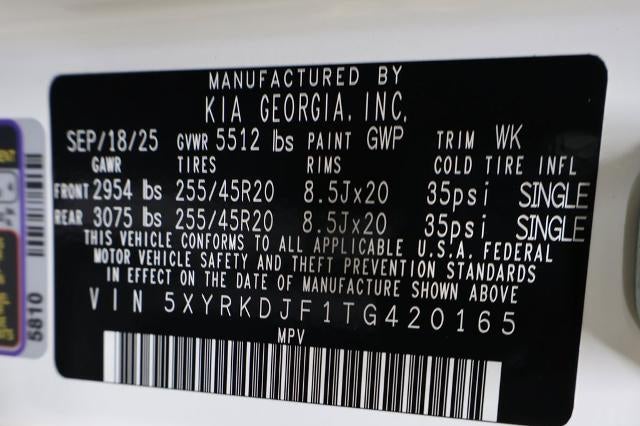 MANUFACTURED BY
KIA GEORGIA, INC,
SEP/18/25 GVWR 5512 lbs PAINT GWP TRIM WK
GAWR TIRES RIMS COLD TIRE INFL
FRONT 2954 lbs 255/45R20 8.5Jx20 35psi SINGLE
REAR 3075 lbs 255/45R20 8.5Jx20 35psi SINGLE
THIS VEHICLE CONFORMS TO ALL APPLICABLE U.S.A. FEDERAL
MOTOR VEHICLE SAFETY AND THEFT PREVENTION STANDARDS
IN EFFECT ON THE DATE OF MANUFACTURE SHOWN ABOVE
VIN 5XYRKDJF1TG420165
MPV
5810